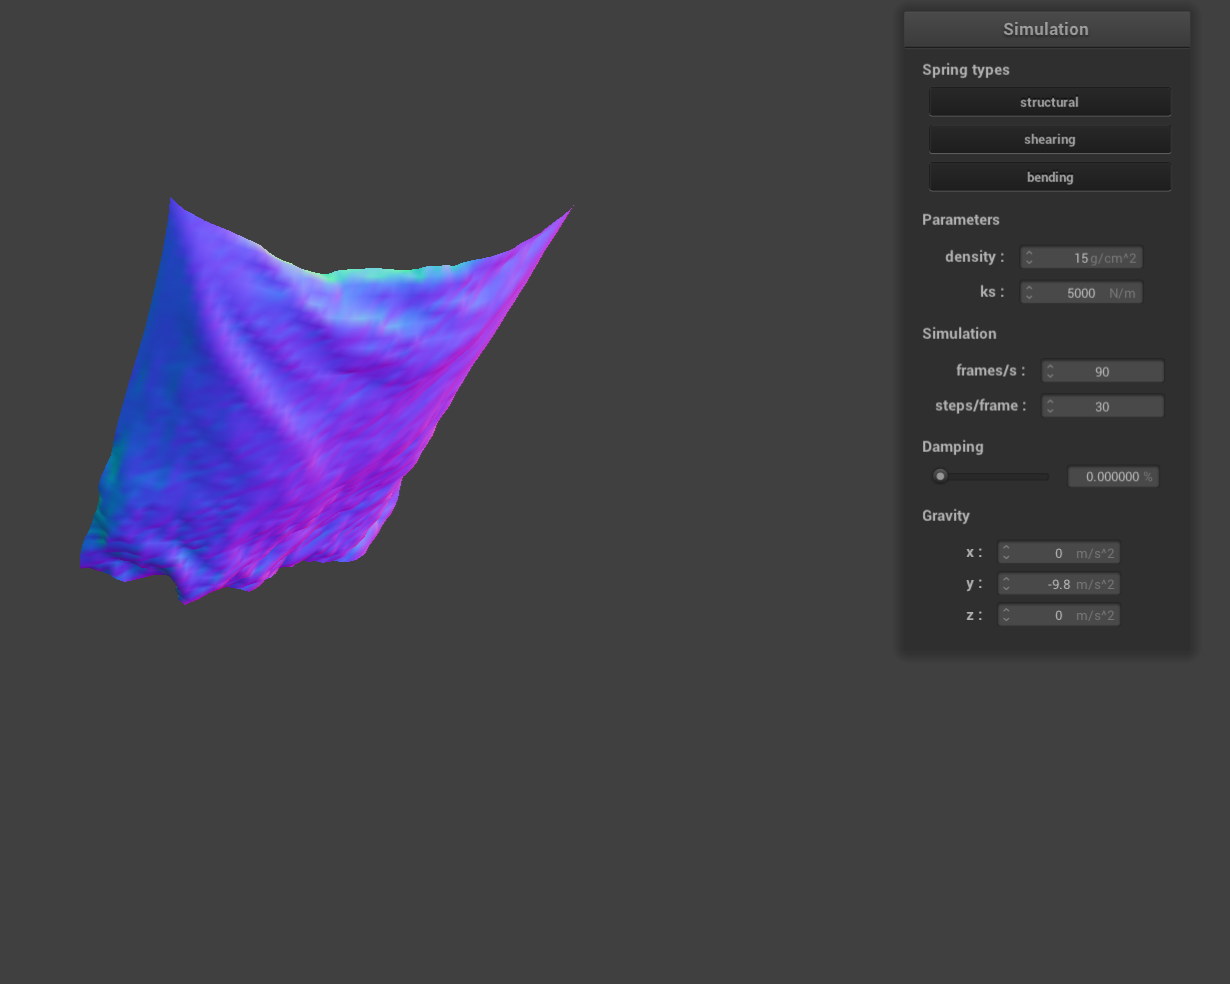 Simulation
Spring types
structural
shearing
bending
Parameters
density : 15 g/cm^2
ks : 5000 N/m
Simulation
frames/s : 90
steps/frame : 30
Damping
0.000000 %
Gravity
x : 0 m/s^2
y : -9.8 m/s^2
z : 0 m/s^2